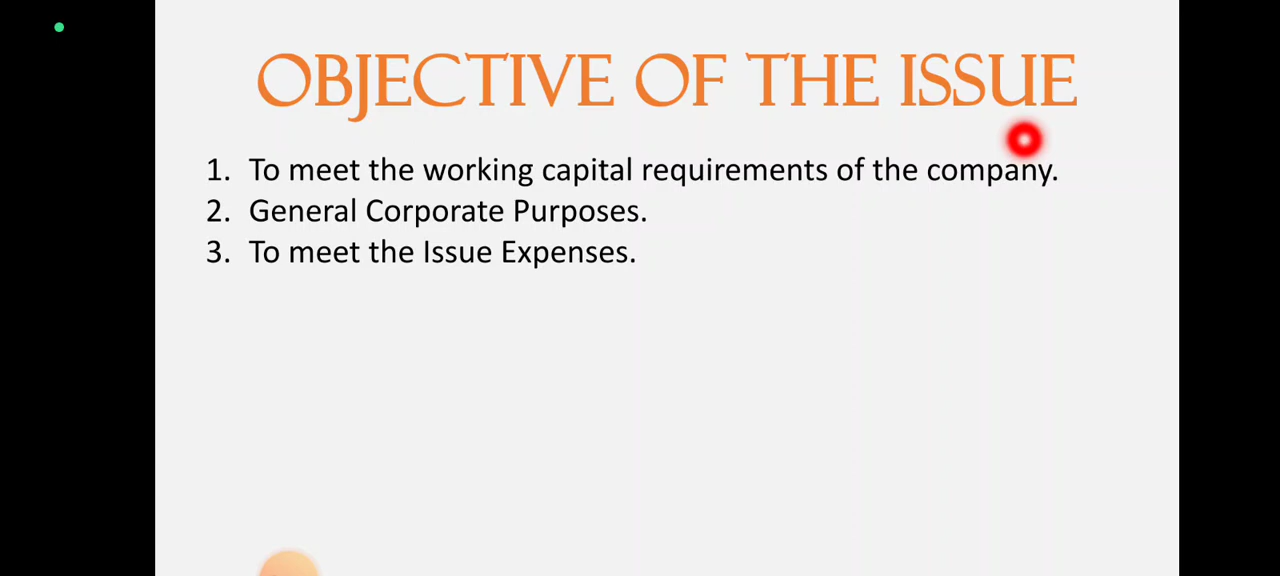 OBJECTIVE OF THE ISSUE
1. To meet the working capital requirements of the company.
2. General Corporate Purposes.
3. To meet the Issue Expenses.